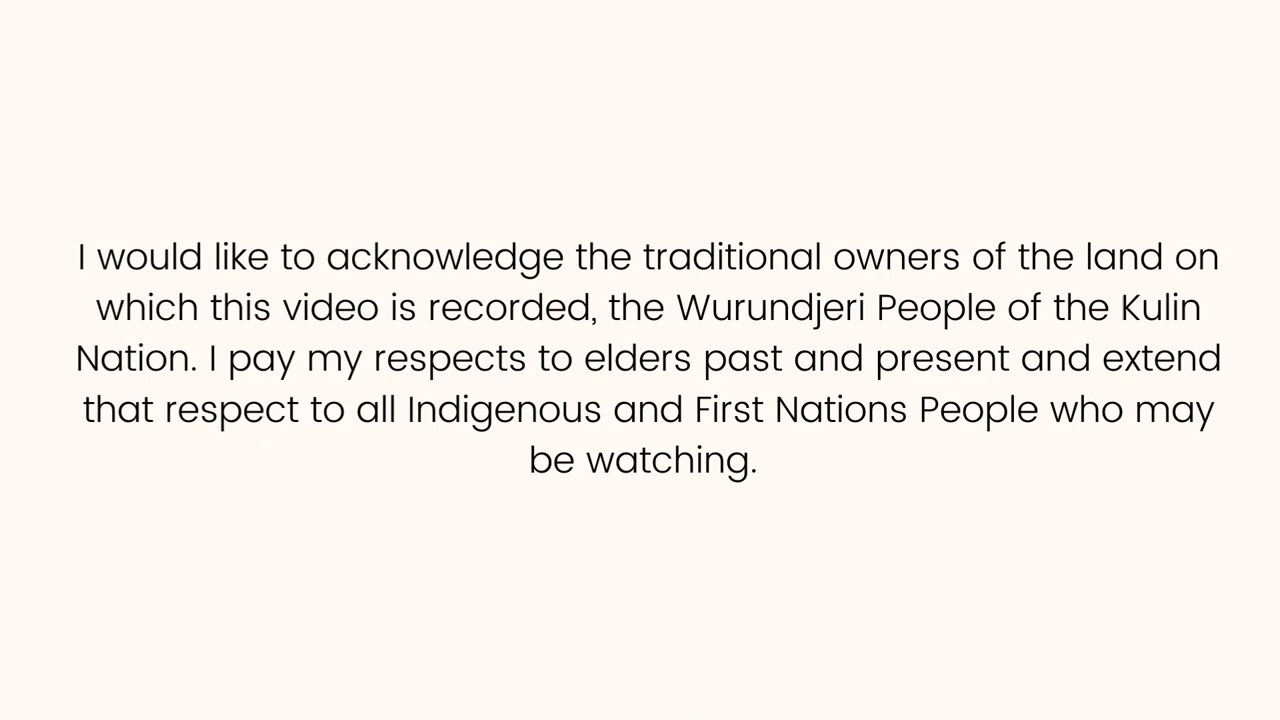 I would like to acknowledge the traditional owners of the land on
which this video is recorded, the Wurundjeri People of the Kulin
Nation. I pay my respects to elders past and present and extend
that respect to all Indigenous and First Nations People who may
be watching.